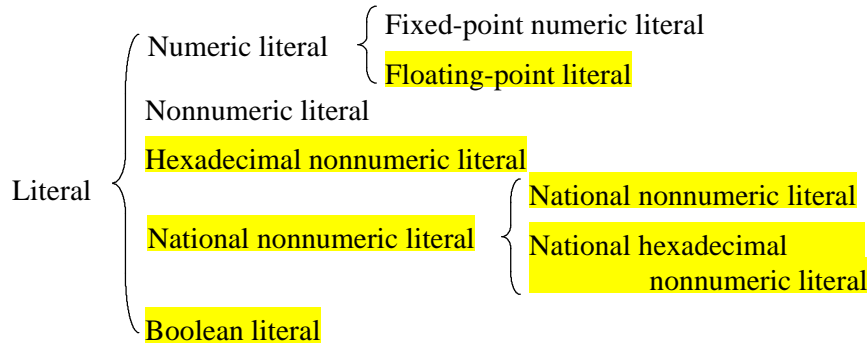 Numeric literal
Fixed-point numeric literal
Floating-point literal
Nonnumeric literal
Hexadecimal nonnumeric literal
Literal
National nonnumeric literal
National nonnumeric literal
National hexadecimal
nonnumeric literal
Boolean literal